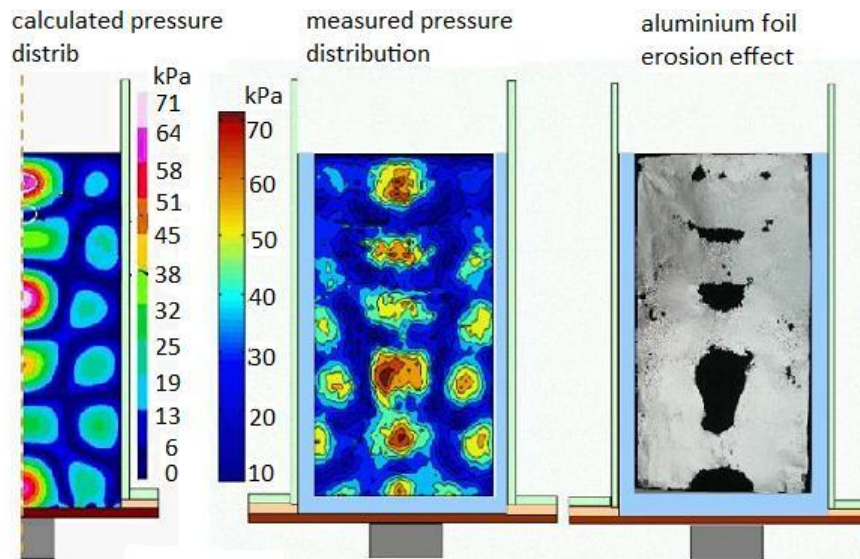 calculated pressure
distrib
measured pressure
distribution
aluminium foil
erosion effect
kPa
71
64
58
51
45
38
32
25
19
13
6
0
kPa
70
60
50
40
30
20
10